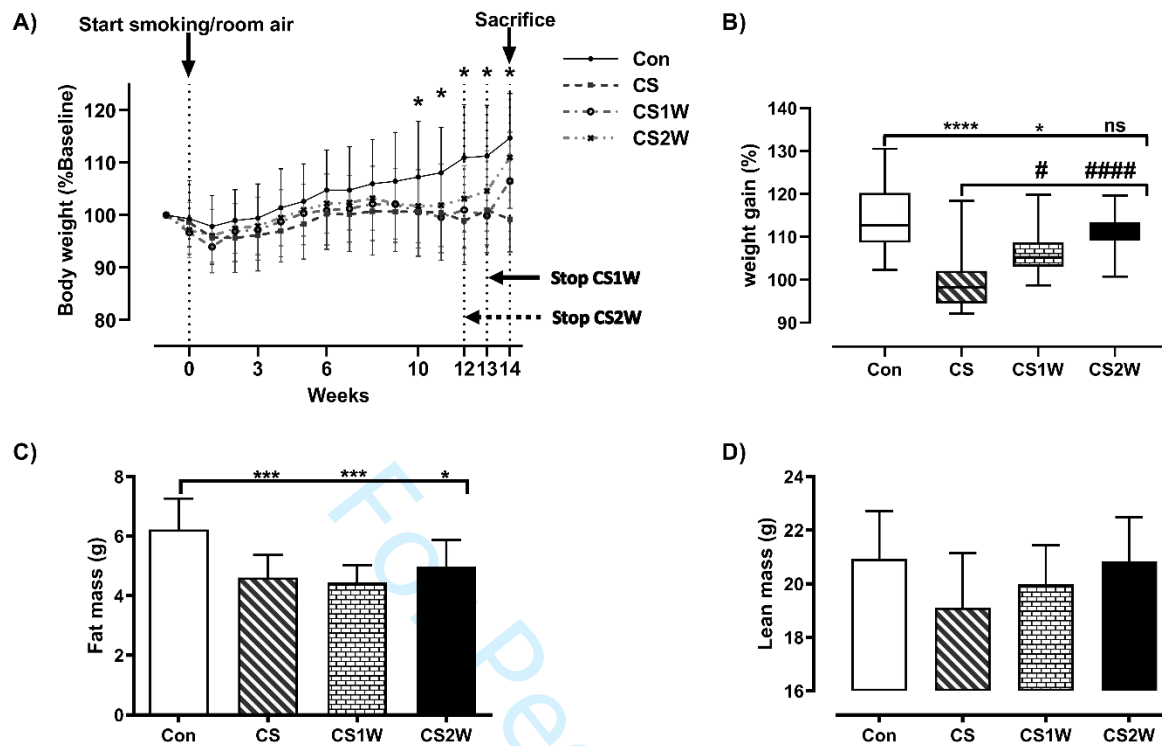 A)
Start smoking/room air
Sacrifice
Con
CS
CS1W
CS2W
* * * * *
Body weight (%Baseline)
120
110
100
90
80
Stop CS1W
Stop CS2W
0 3 6 10 12 13 14
Weeks
B)
weight gain (%)
140
130
120
110
100
90
**** * ns
# ####
Con CS CS1W CS2W
C)
Fat mass (g)
8
6
4
2
0
*** *** *
Con CS CS1W CS2W
D)
Lean mass (g)
24
22
20
18
16
Con CS CS1W CS2W